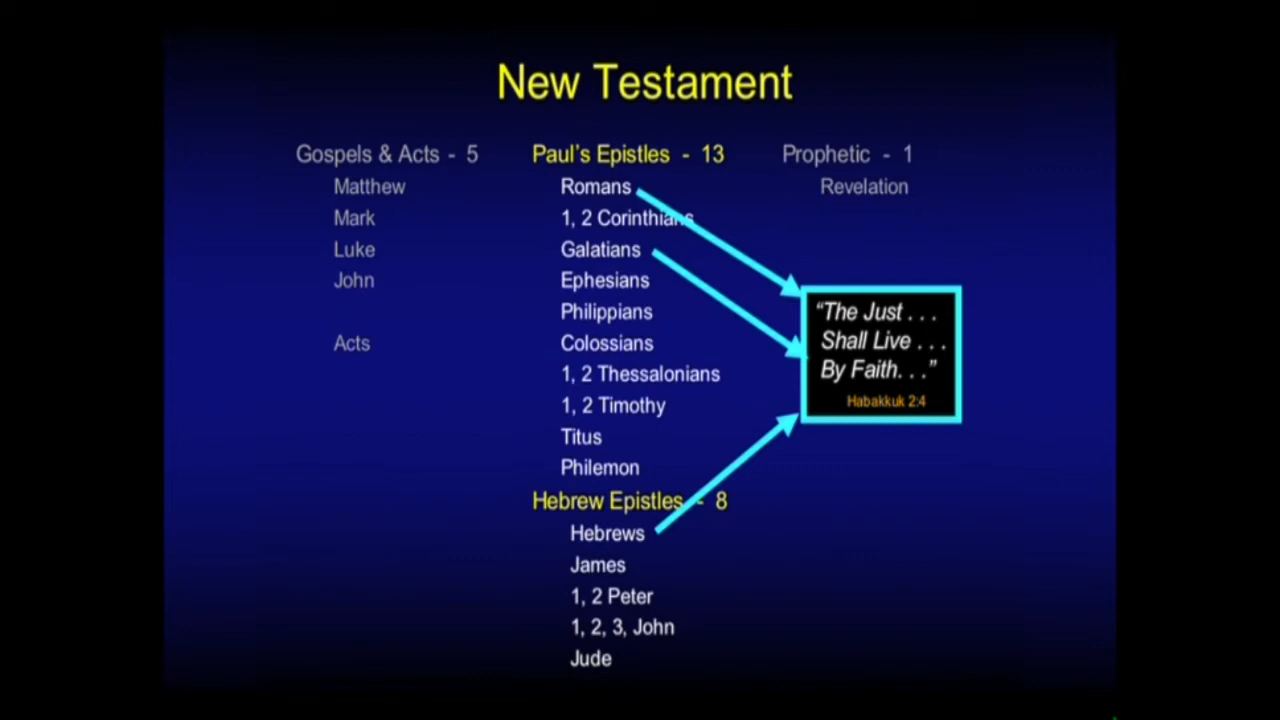 New Testament
Gospels & Acts - 5
Matthew
Mark
Luke
John
Acts
Paul's Epistles - 13
Romans
1, 2 Corinthians
Galatians
Ephesians
Philippians
Colossians
1, 2 Thessalonians
1, 2 Timothy
Titus
Philemon
Hebrew Epistles - 8
Hebrews
James
1, 2 Peter
1, 2, 3, John
Jude
Prophetic - 1
Revelation
“The Just . . .
Shall Live . . .
By Faith. . .”
Habakkuk 2:4